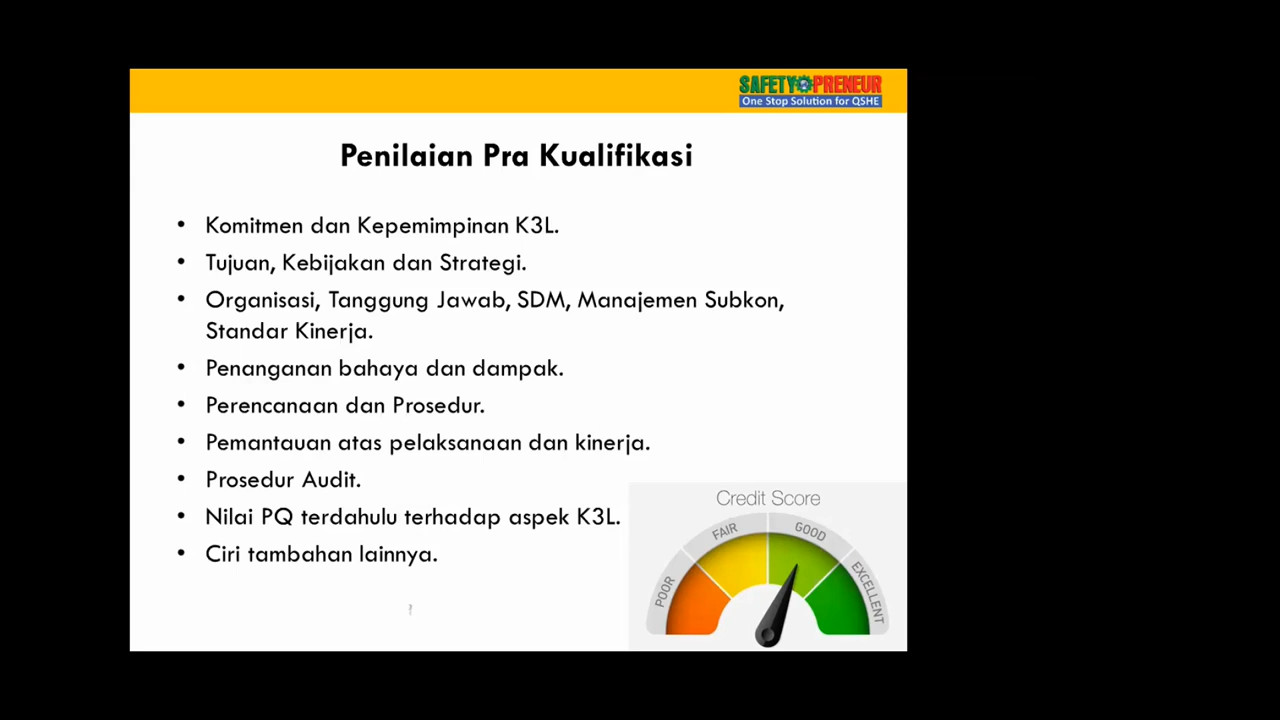 SAFETYPRENEUR
One Stop Solution for QSHE
Penilaian Pra Kualifikasi
• Komitmen dan Kepemimpinan K3L.
• Tujuan, Kebijakan dan Strategi.
• Organisasi, Tanggung Jawab, SDM, Manajemen Subkon,
Standar Kinerja.
• Penanganan bahaya dan dampak.
• Perencanaan dan Prosedur.
• Pemantauan atas pelaksanaan dan kinerja.
• Prosedur Audit.
• Nilai PQ terdahulu terhadap aspek K3L.
• Ciri tambahan lainnya.
Credit Score
POOR
FAIR
GOOD
EXCELLENT